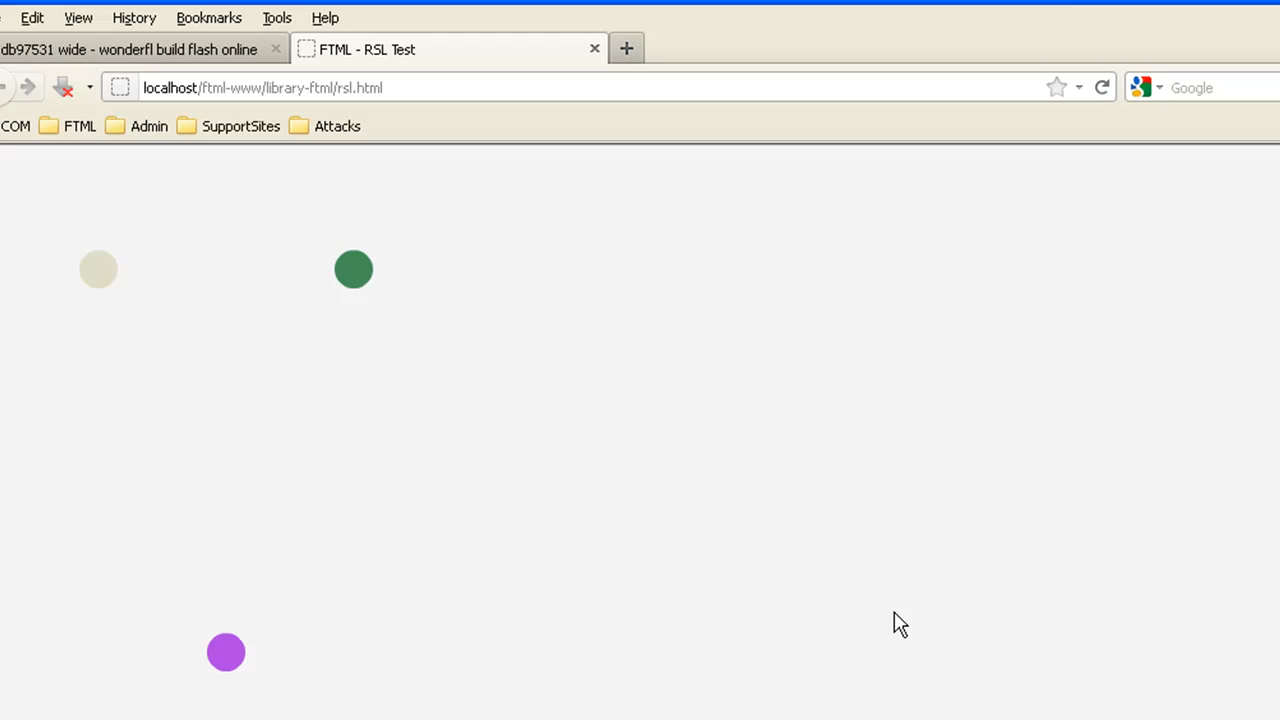 Edit View History Bookmarks Tools Help
db97531 wide - wonderfl build flash online FTML - RSL Test
localhost/ftml-www/library-ftml/rsl.html Google
COM FTML Admin SupportSites Attacks